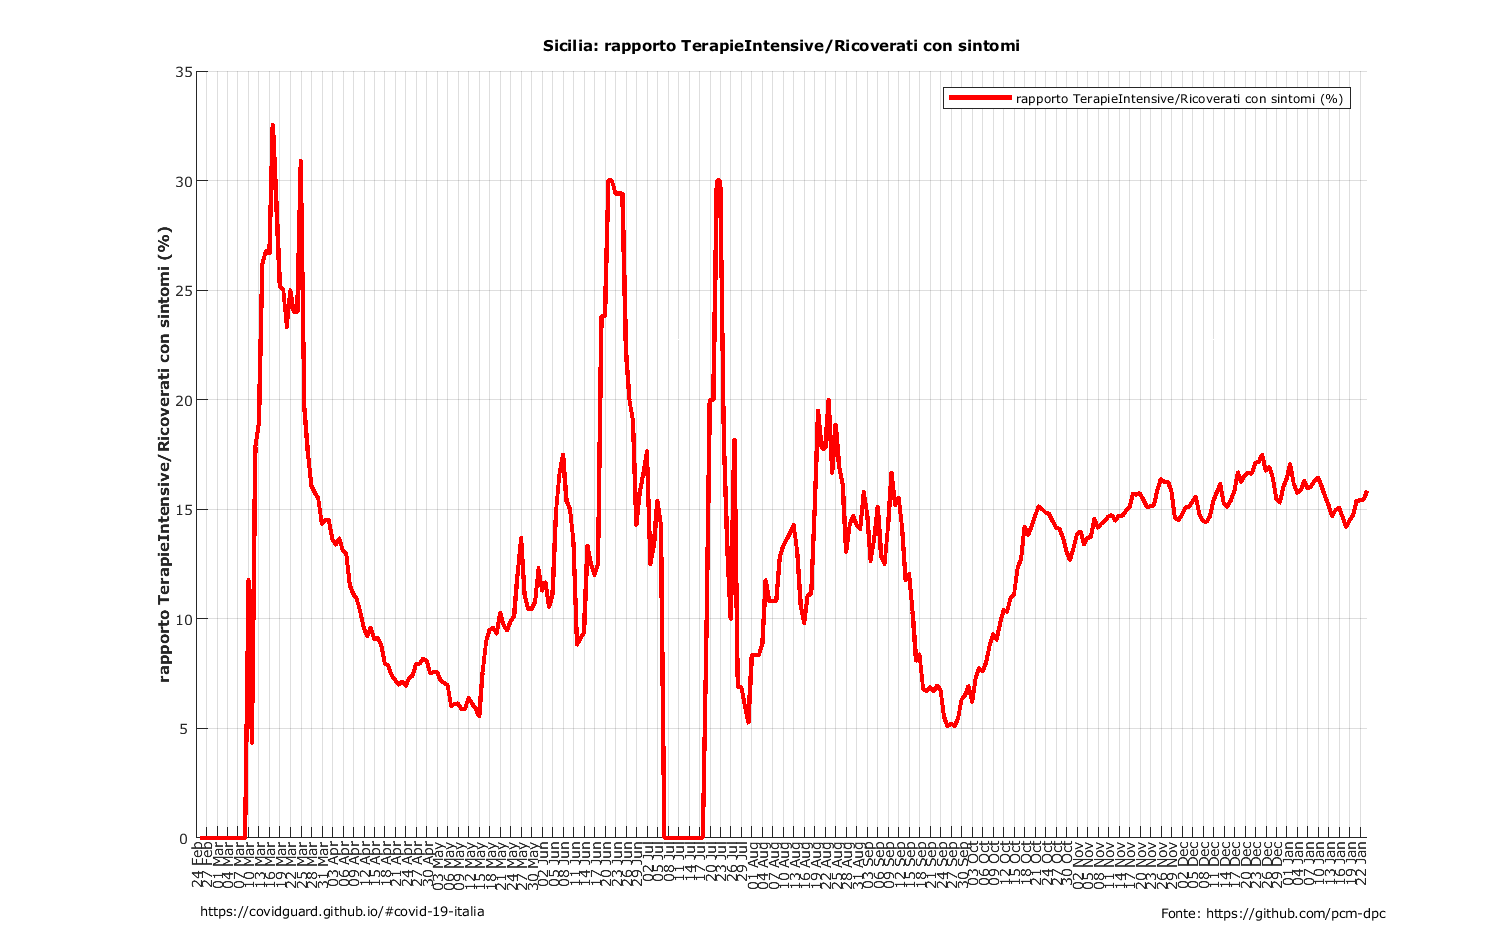 Sicilia: rapporto TerapieIntensive/Ricoverati con sintomi
rapporto TerapieIntensive/Ricoverati con sintomi (%)
rapporto TerapieIntensive/Ricoverati con sintomi (%)
35
30
25
20
15
10
5
0
24 Feb
27 Feb
01 Mar
04 Mar
07 Mar
10 Mar
13 Mar
16 Mar
19 Mar
22 Mar
25 Mar
28 Mar
31 Mar
03 Apr
06 Apr
09 Apr
12 Apr
15 Apr
18 Apr
21 Apr
24 Apr
27 Apr
30 Apr
03 May
06 May
09 May
12 May
15 May
18 May
21 May
24 May
27 May
30 May
02 Jun
05 Jun
08 Jun
11 Jun
14 Jun
17 Jun
20 Jun
23 Jun
26 Jun
29 Jun
02 Jul
05 Jul
08 Jul
11 Jul
14 Jul
17 Jul
20 Jul
23 Jul
26 Jul
29 Jul
01 Aug
04 Aug
07 Aug
10 Aug
13 Aug
16 Aug
19 Aug
22 Aug
25 Aug
28 Aug
31 Aug
03 Sep
06 Sep
09 Sep
12 Sep
15 Sep
18 Sep
21 Sep
24 Sep
27 Sep
30 Sep
03 Oct
06 Oct
09 Oct
12 Oct
15 Oct
18 Oct
21 Oct
24 Oct
27 Oct
30 Oct
02 Nov
05 Nov
08 Nov
11 Nov
14 Nov
17 Nov
20 Nov
23 Nov
26 Nov
29 Nov
02 Dec
05 Dec
08 Dec
11 Dec
14 Dec
17 Dec
20 Dec
23 Dec
26 Dec
29 Dec
01 Jan
04 Jan
07 Jan
10 Jan
13 Jan
16 Jan
19 Jan
22 Jan
https://covidguard.github.io/#covid-19-italia
Fonte: https://github.com/pcm-dpc